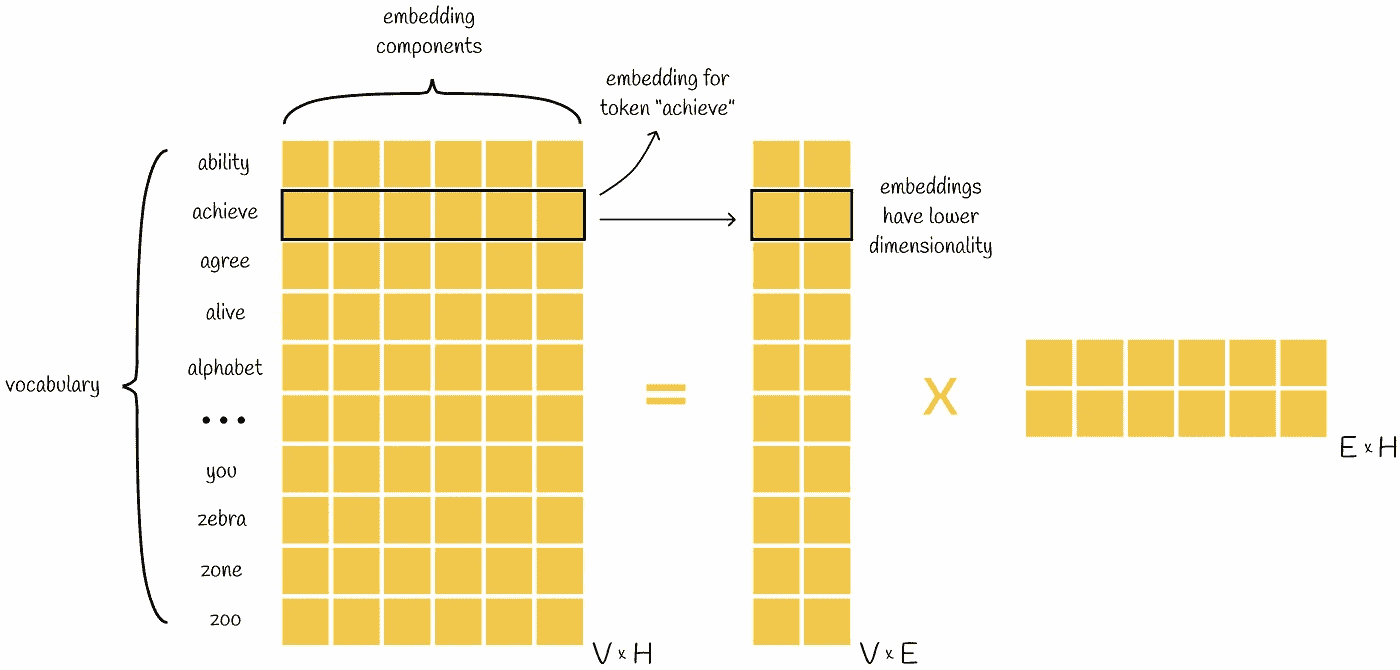 embedding
components
embedding for
token "achieve"
ability
achieve
agree
alive
alphabet
...
you
zebra
zone
zoo
vocabulary
V x H
=
embeddings
have lower
dimensionality
V x E
x
E x H